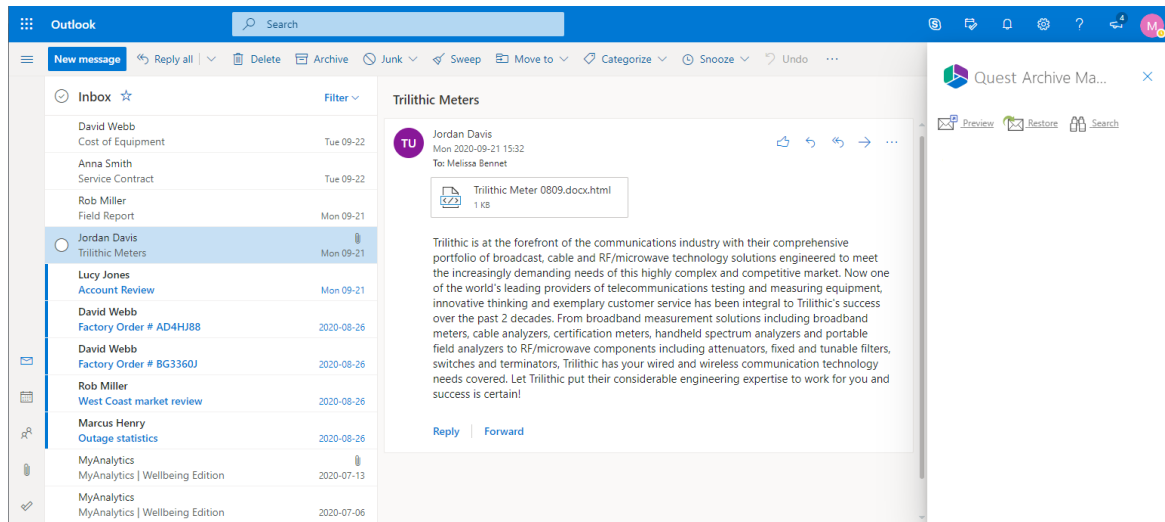 Outlook
Search
S
?
4
M
New message Reply all Delete Archive Junk Sweep Move to Categorize Snooze Undo ...
Quest Archive Ma...
Preview Restore Search
Inbox Filter
David Webb
Cost of Equipment Tue 09-22
Anna Smith
Service Contract Tue 09-22
Rob Miller
Field Report Mon 09-21
Jordan Davis
Trilithic Meters Mon 09-21
Lucy Jones
Account Review Mon 09-21
David Webb
Factory Order # AD4HJ88 2020-08-26
David Webb
Factory Order # BG3360J 2020-08-26
Rob Miller
West Coast market review 2020-08-26
Marcus Henry
Outage statistics 2020-08-26
MyAnalytics
MyAnalytics | Wellbeing Edition 2020-07-13
MyAnalytics
MyAnalytics | Wellbeing Edition 2020-07-06
Trilithic Meters
TU
Jordan Davis
Mon 2020-09-21 15:32
To: Melissa Bennet
Trilithic Meter 0809.docx.html
1 KB
Trilithic is at the forefront of the communications industry with their comprehensive
portfolio of broadcast, cable and RF/microwave technology solutions engineered to meet
the increasingly demanding needs of this highly complex and competitive market. Now one
of the world's leading providers of telecommunications testing and measuring equipment,
innovative thinking and exemplary customer service has been integral to Trilithic's success
over the past 2 decades. From broadband measurement solutions including broadband
meters, cable analyzers, certification meters, handheld spectrum analyzers and portable
field analyzers to RF/microwave components including attenuators, fixed and tunable filters,
switches and terminators, Trilithic has your wired and wireless communication technology
needs covered. Let Trilithic put their considerable engineering expertise to work for you and
success is certain!
Reply Forward